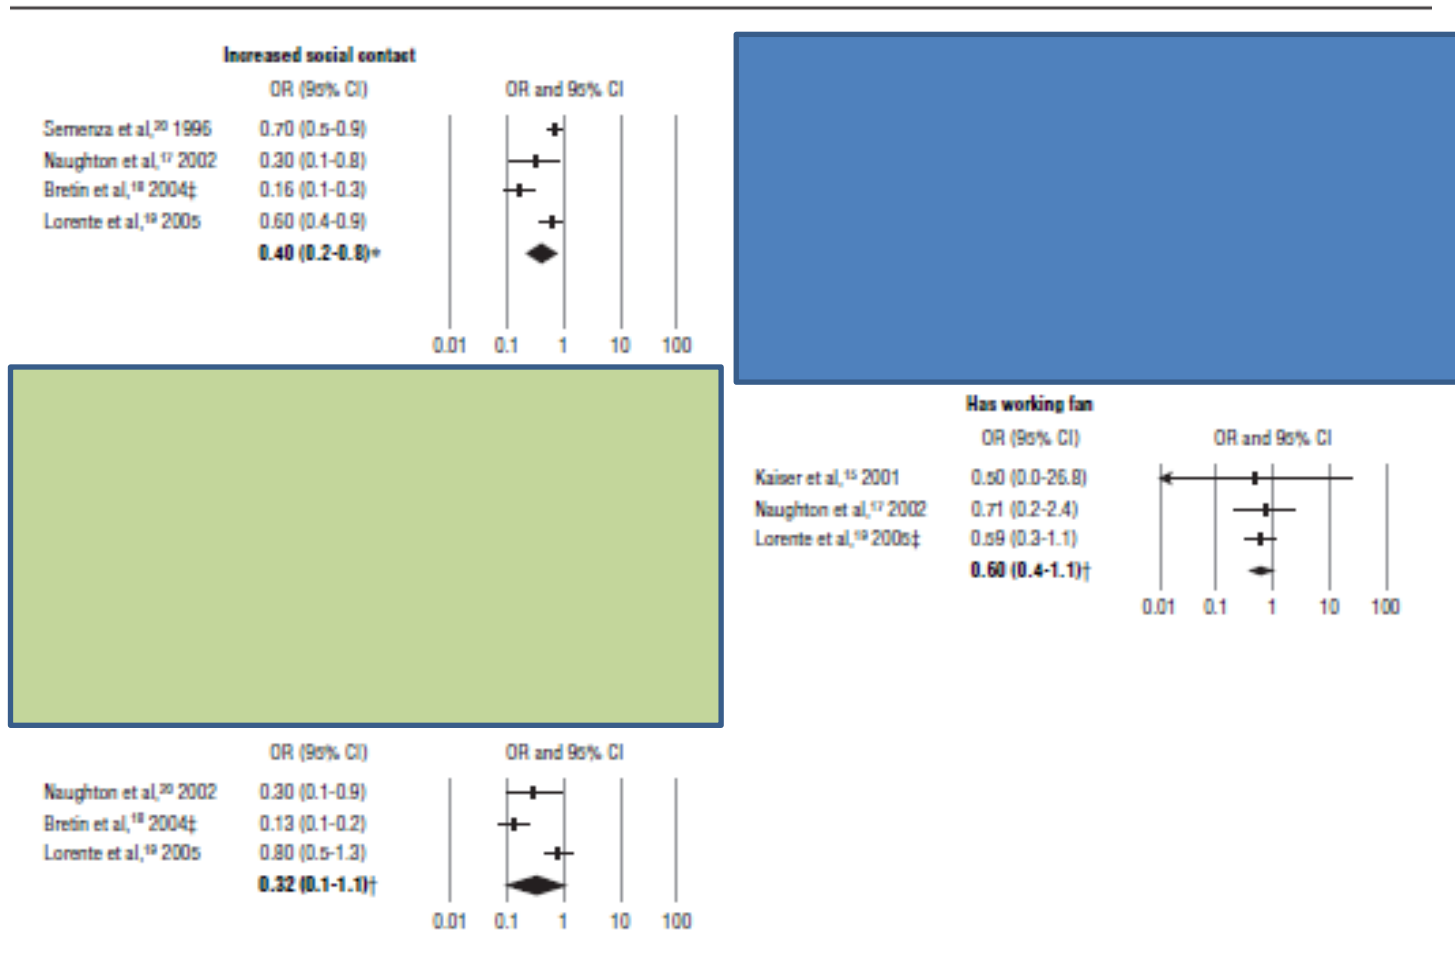 Increased social contact
OR (95% CI) OR and 95% CI
Semenza et al,²⁰ 1996 0.70 (0.5-0.9)
Naughton et al,¹⁷ 2002 0.30 (0.1-0.8)
Bretin et al,¹⁸ 2004‡ 0.16 (0.1-0.3)
Lorente et al,¹⁹ 2005 0.60 (0.4-0.9)
0.40 (0.2-0.8)*
0.01 0.1 1 10 100
Has working fan
OR (95% CI) OR and 95% CI
Kaiser et al,¹⁵ 2001 0.50 (0.0-26.8)
Naughton et al,¹⁷ 2002 0.71 (0.2-2.4)
Lorente et al,¹⁹ 2005‡ 0.59 (0.3-1.1)
0.60 (0.4-1.1)†
0.01 0.1 1 10 100
OR (95% CI) OR and 95% CI
Naughton et al,²⁰ 2002 0.30 (0.1-0.9)
Bretin et al,¹⁸ 2004‡ 0.13 (0.1-0.2)
Lorente et al,¹⁹ 2005 0.80 (0.5-1.3)
0.32 (0.1-1.1)†
0.01 0.1 1 10 100